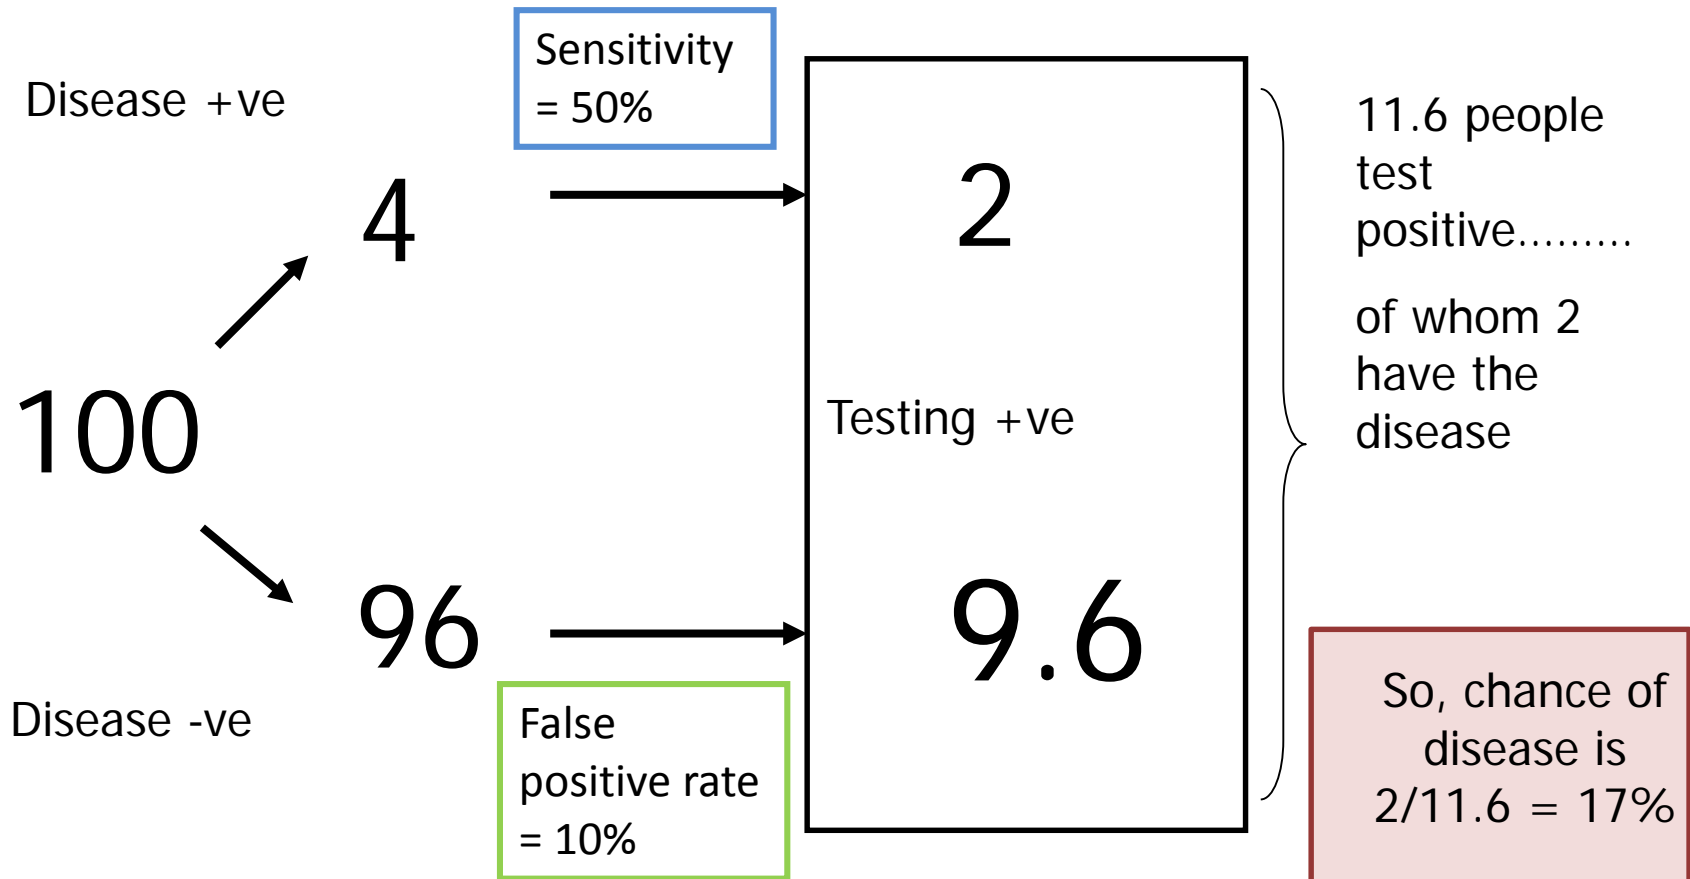 Disease +ve
Sensitivity
= 50%
4
2
100
Testing +ve
96
9.6
Disease -ve
False
positive rate
= 10%
11.6 people
test
positive.........
of whom 2
have the
disease
So, chance of
disease is
2/11.6 = 17%